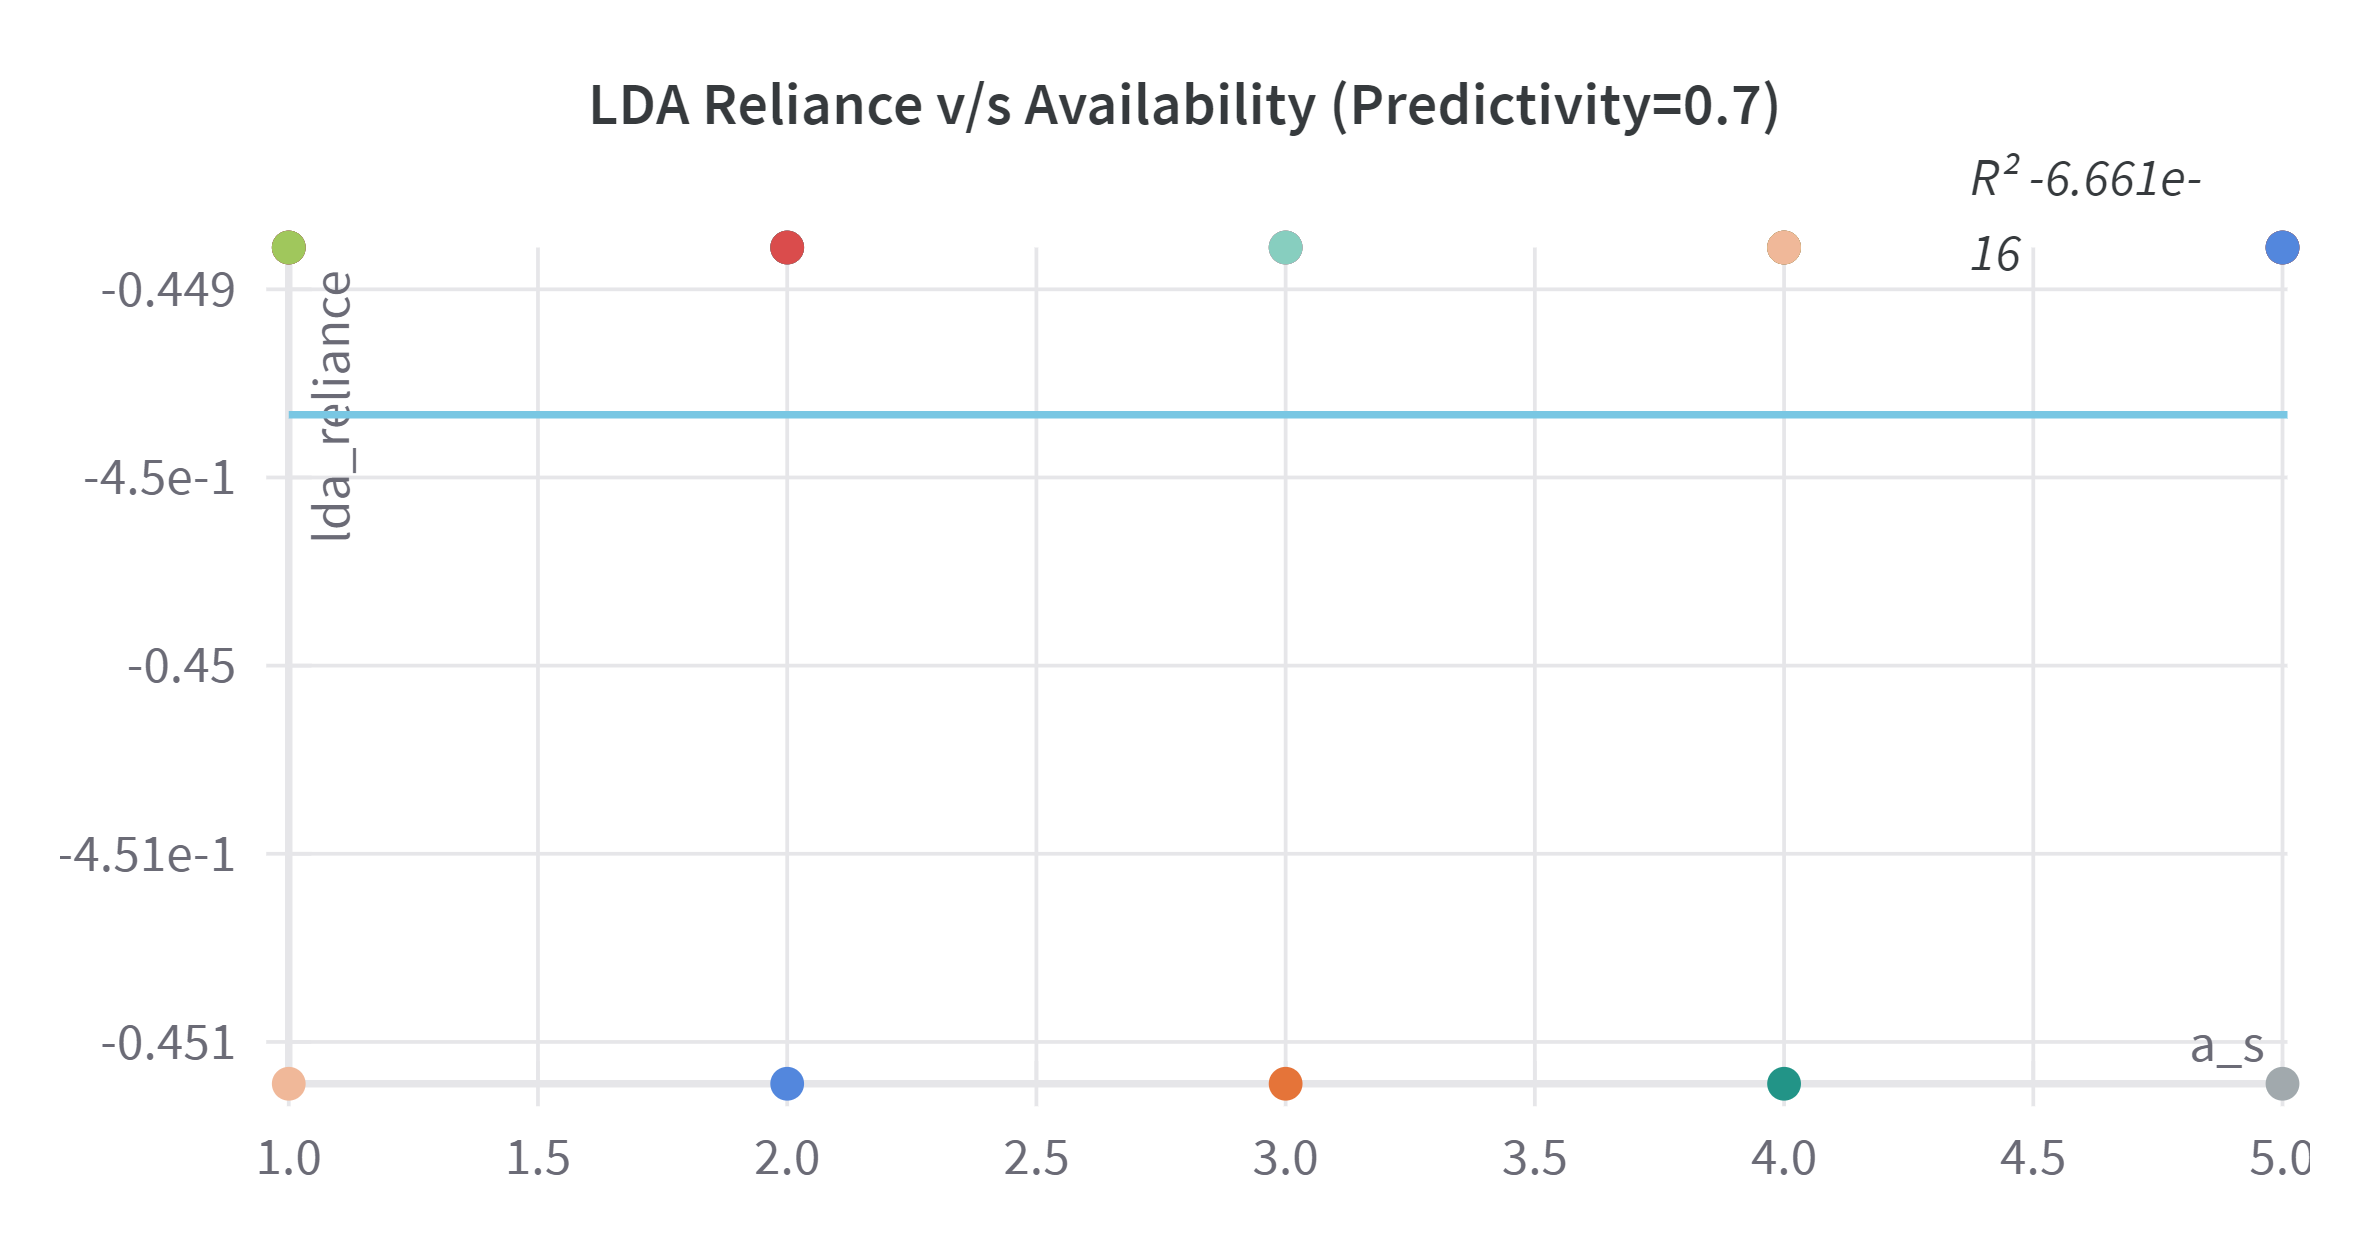 LDA Reliance v/s Availability (Predictivity=0.7)
R² -6.661e-
16
lda_reliance
-0.449
-4.5e-1
-0.45
-4.51e-1
-0.451
a_s
1.0 1.5 2.0 2.5 3.0 3.5 4.0 4.5 5.0